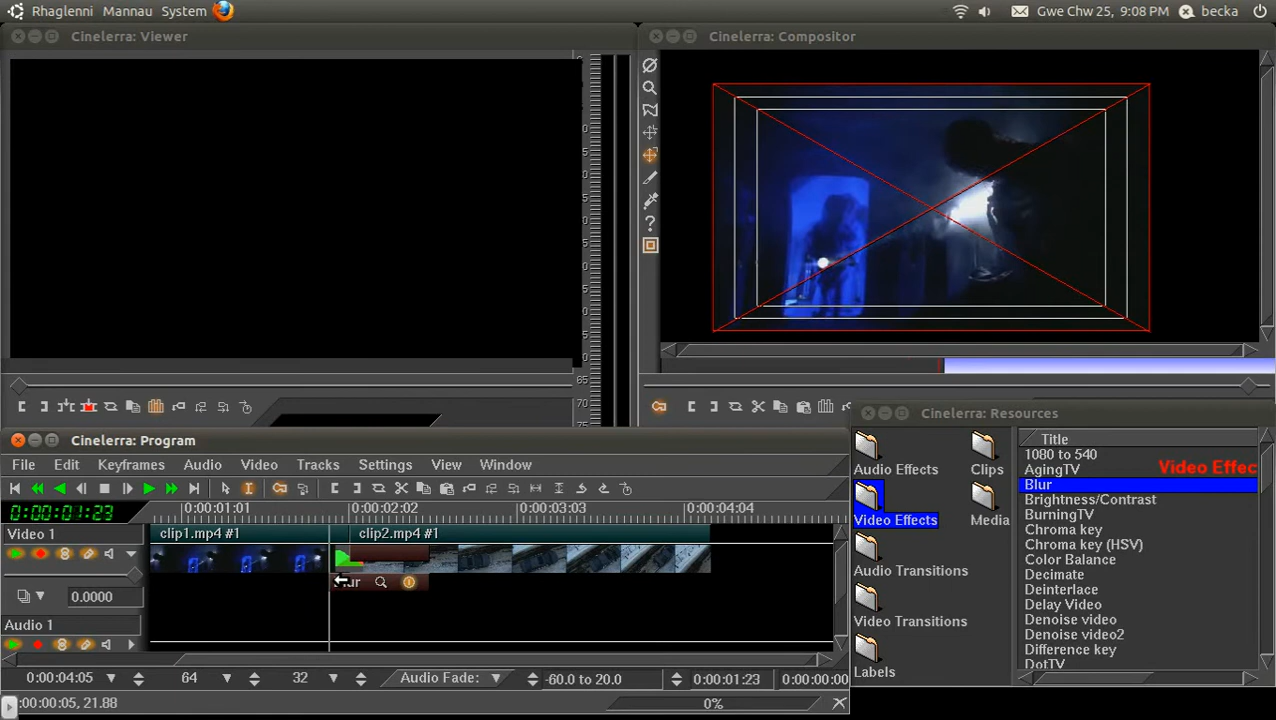 Rhaglenni Mannau System
Gwe Chw 25, 9:08 PM becka
Cinelerra: Viewer
Cinelerra: Compositor
65
70
75
Cinelerra: Program
File Edit Keyframes Audio Video Tracks Settings View Window
0:00:01:23
0:00:01:01 0:00:02:02 0:00:03:03 0:00:04:04
Video 1
clip1.mp4 #1
clip2.mp4 #1
0.0000
Audio 1
0:00:04:05 64 32 Audio Fade: -60.0 to 20.0 0:00:01:23 0:00:00:00
0:00:00:05, 21.88
0%
Cinelerra: Resources
Audio Effects
Clips
Video Effects
Media
Audio Transitions
Video Transitions
Labels
Title
1080 to 540
AgingTV
Video Effec
Blur
Brightness/Contrast
BurningTV
Chroma key
Chroma key (HSV)
Color Balance
Decimate
Deinterlace
Delay Video
Denoise video
Denoise video2
Difference key
DotTV